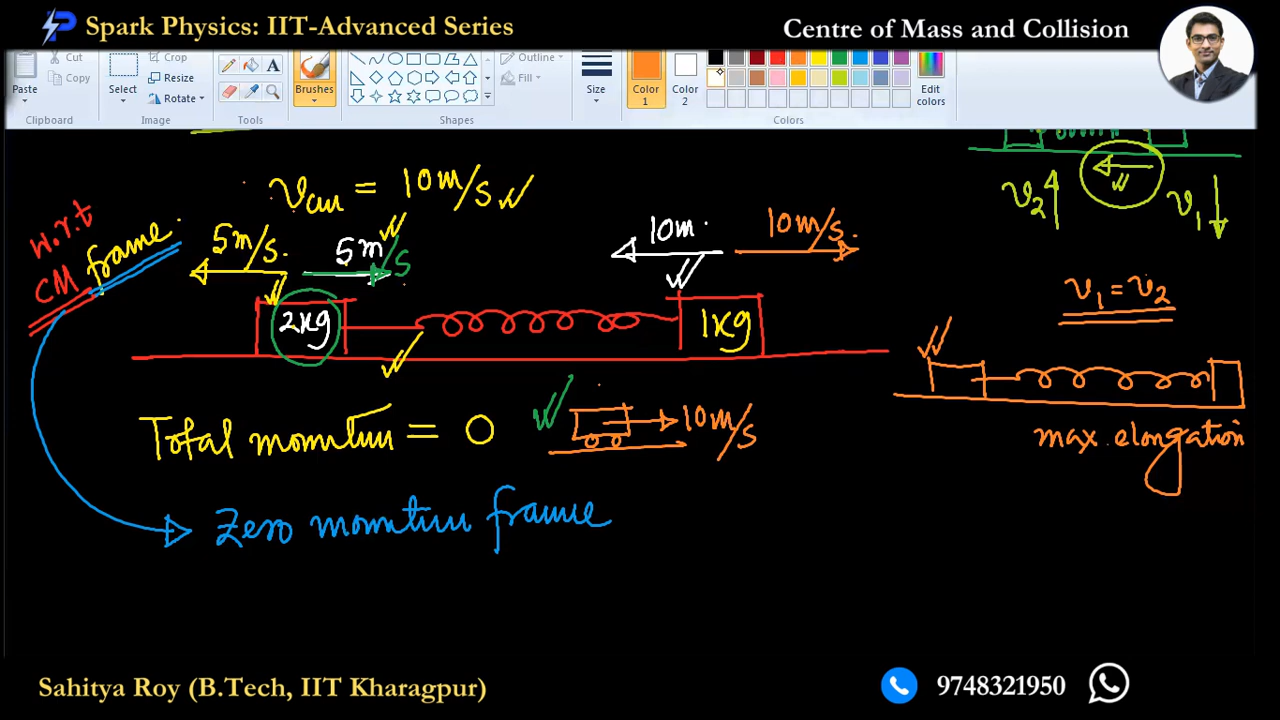 Spark Physics: IIT-Advanced Series
Centre of Mass and Collision
Paste
Cut
Copy
Clipboard
Select
Crop
Resize
Rotate
Image
Tools
Brushes
Shapes
Outline
Fill
Size
Color 1
Color 2
Colors
Edit colors
v2
v1
vcm = 10m/s
w.r.t
CM frame
5m/s.
5m/s
10m.
10m/s.
2kg
1kg
v1 = v2
max. elongation
Total momtum = 0
10m/s
Zero momtum frame
Sahitya Roy (B.Tech, IIT Kharagpur)
9748321950